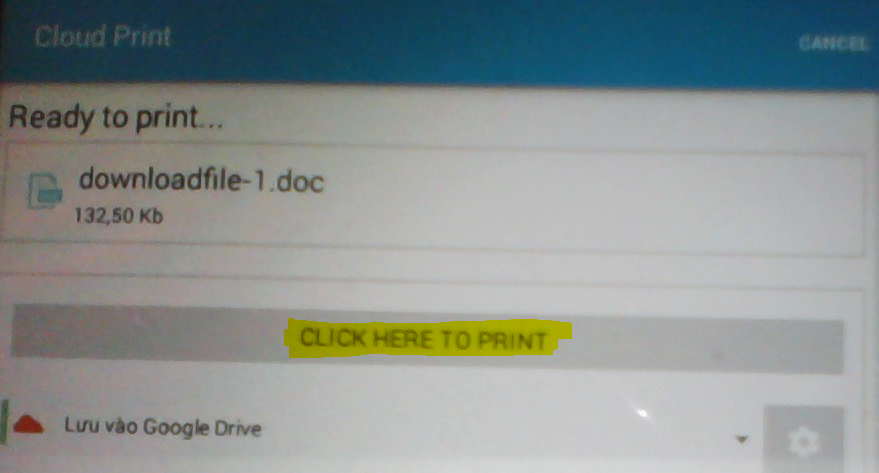 Cloud Print
CANCEL
Ready to print...
downloadfile-1.doc
132,50 Kb
CLICK HERE TO PRINT
Lưu vào Google Drive